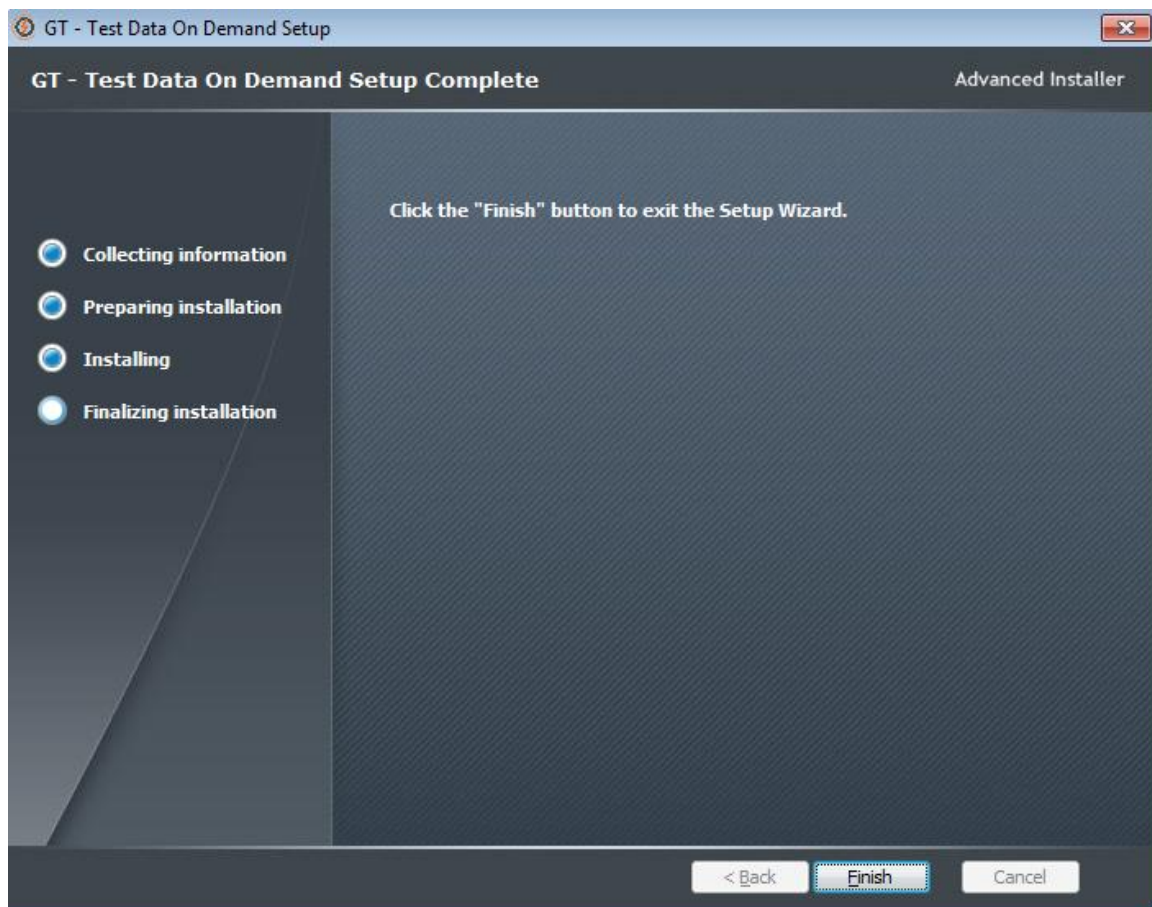 GT - Test Data On Demand Setup
GT - Test Data On Demand Setup Complete
Advanced Installer
Click the "Finish" button to exit the Setup Wizard.
Collecting information
Preparing installation
Installing
Finalizing installation
< Back
Finish
Cancel